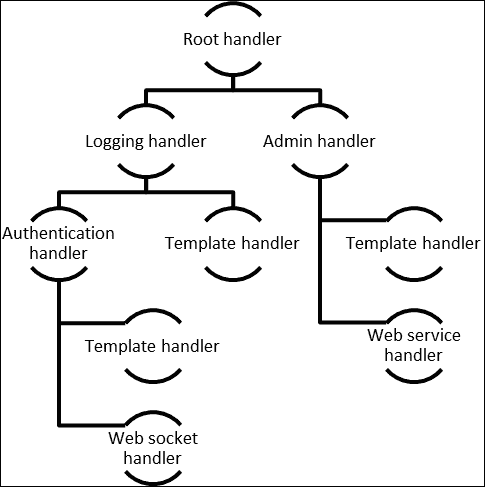 Root handler
Logging handler
Admin handler
Authentication
handler
Template handler
Template handler
Template handler
Web service
handler
Web socket
handler